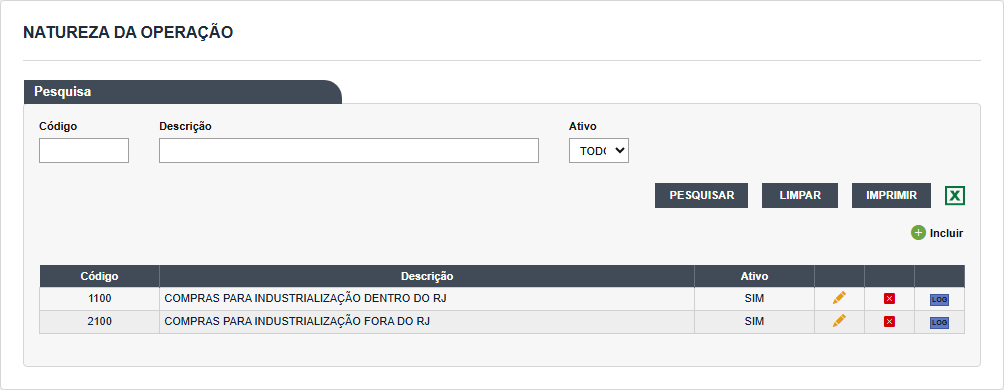 NATUREZA DA OPERAÇÃO
Pesquisa
Código Descrição Ativo
TODO
PESQUISAR LIMPAR IMPRIMIR X
+ Incluir
Código Descrição Ativo
1100 COMPRAS PARA INDUSTRIALIZAÇÃO DENTRO DO RJ SIM LOG
2100 COMPRAS PARA INDUSTRIALIZAÇÃO FORA DO RJ SIM LOG